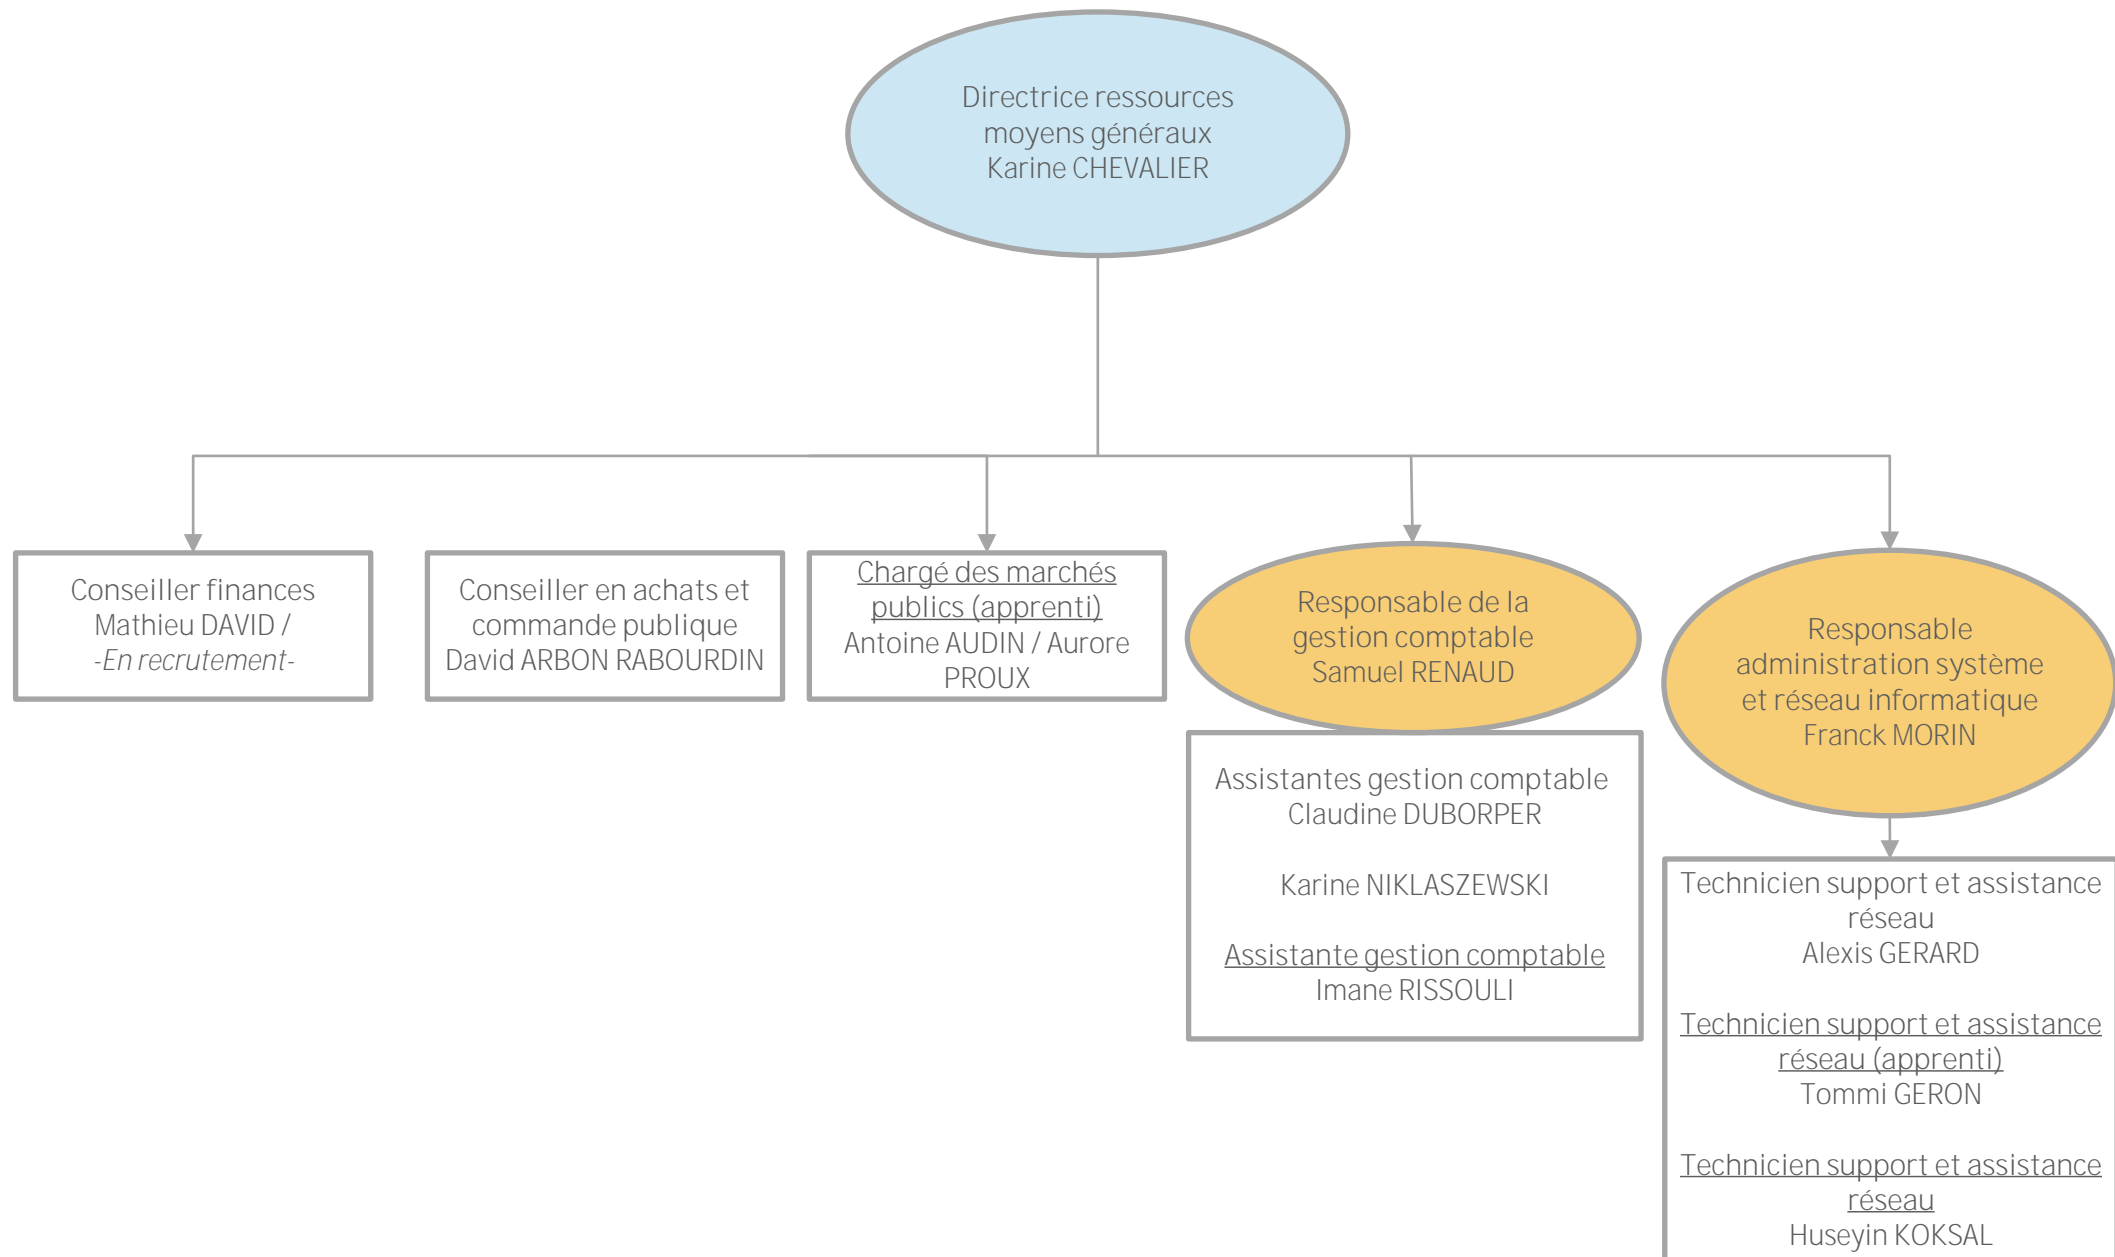 Directrice ressources
moyens généraux
Karine CHEVALIER
Conseiller finances
Mathieu DAVID /
-En recrutement-
Conseiller en achats et
commande publique
David ARBON RABOURDIN
Chargé des marchés
publics (apprenti)
Antoine AUDIN / Aurore
PROUX
Responsable de la
gestion comptable
Samuel RENAUD
Assistantes gestion comptable
Claudine DUBORPER
Karine NIKLASZEWSKI
Assistante gestion comptable
Imane RISSOULI
Responsable
administration système
et réseau informatique
Franck MORIN
Technicien support et assistance
réseau
Alexis GERARD
Technicien support et assistance
réseau (apprenti)
Tommi GERON
Technicien support et assistance
réseau
Huseyin KOKSAL